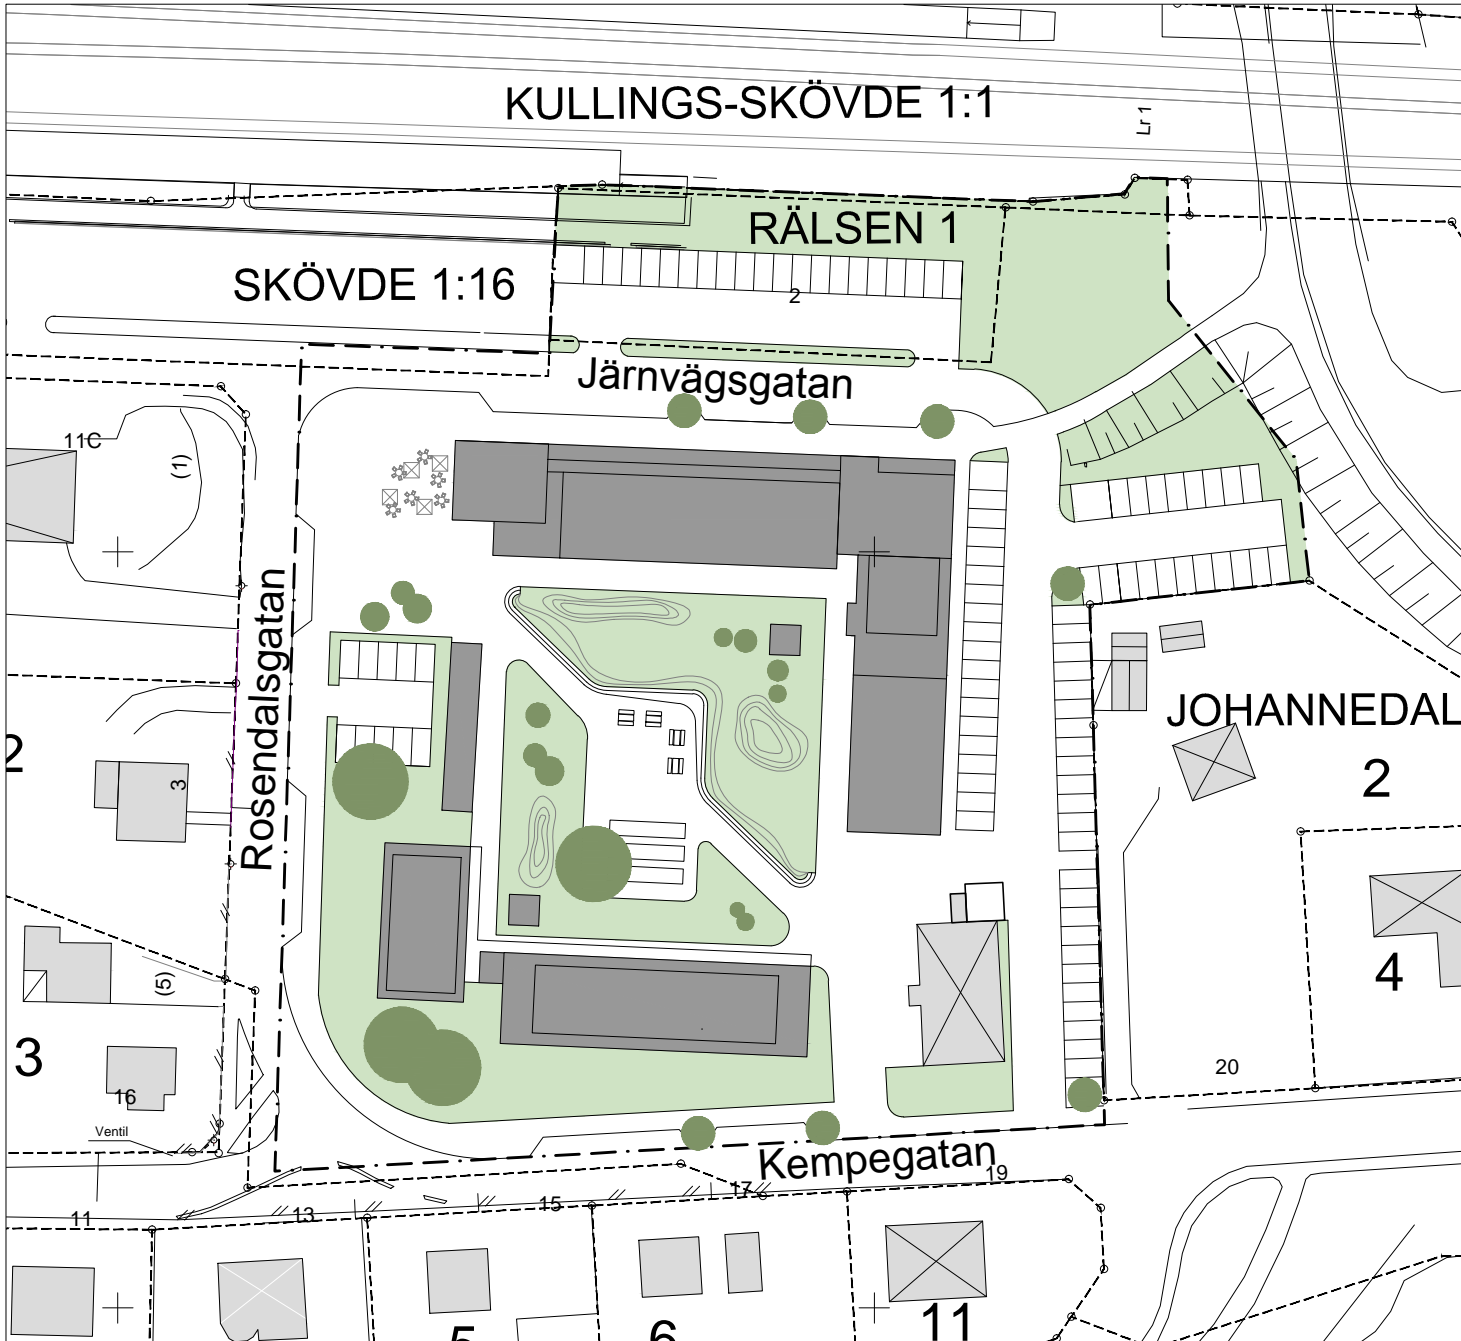 KULLINGS-SKÖVDE 1:1
Lr 1
RÄLSEN 1
SKÖVDE 1:16
2
Järnvägsgatan
11C
(1)
Rosendalsgatan
JOHANNEDAL
2
2
3
4
(5)
3
16
20
Ventil
Kempegatan
19
17
15
13
11
11
5
6